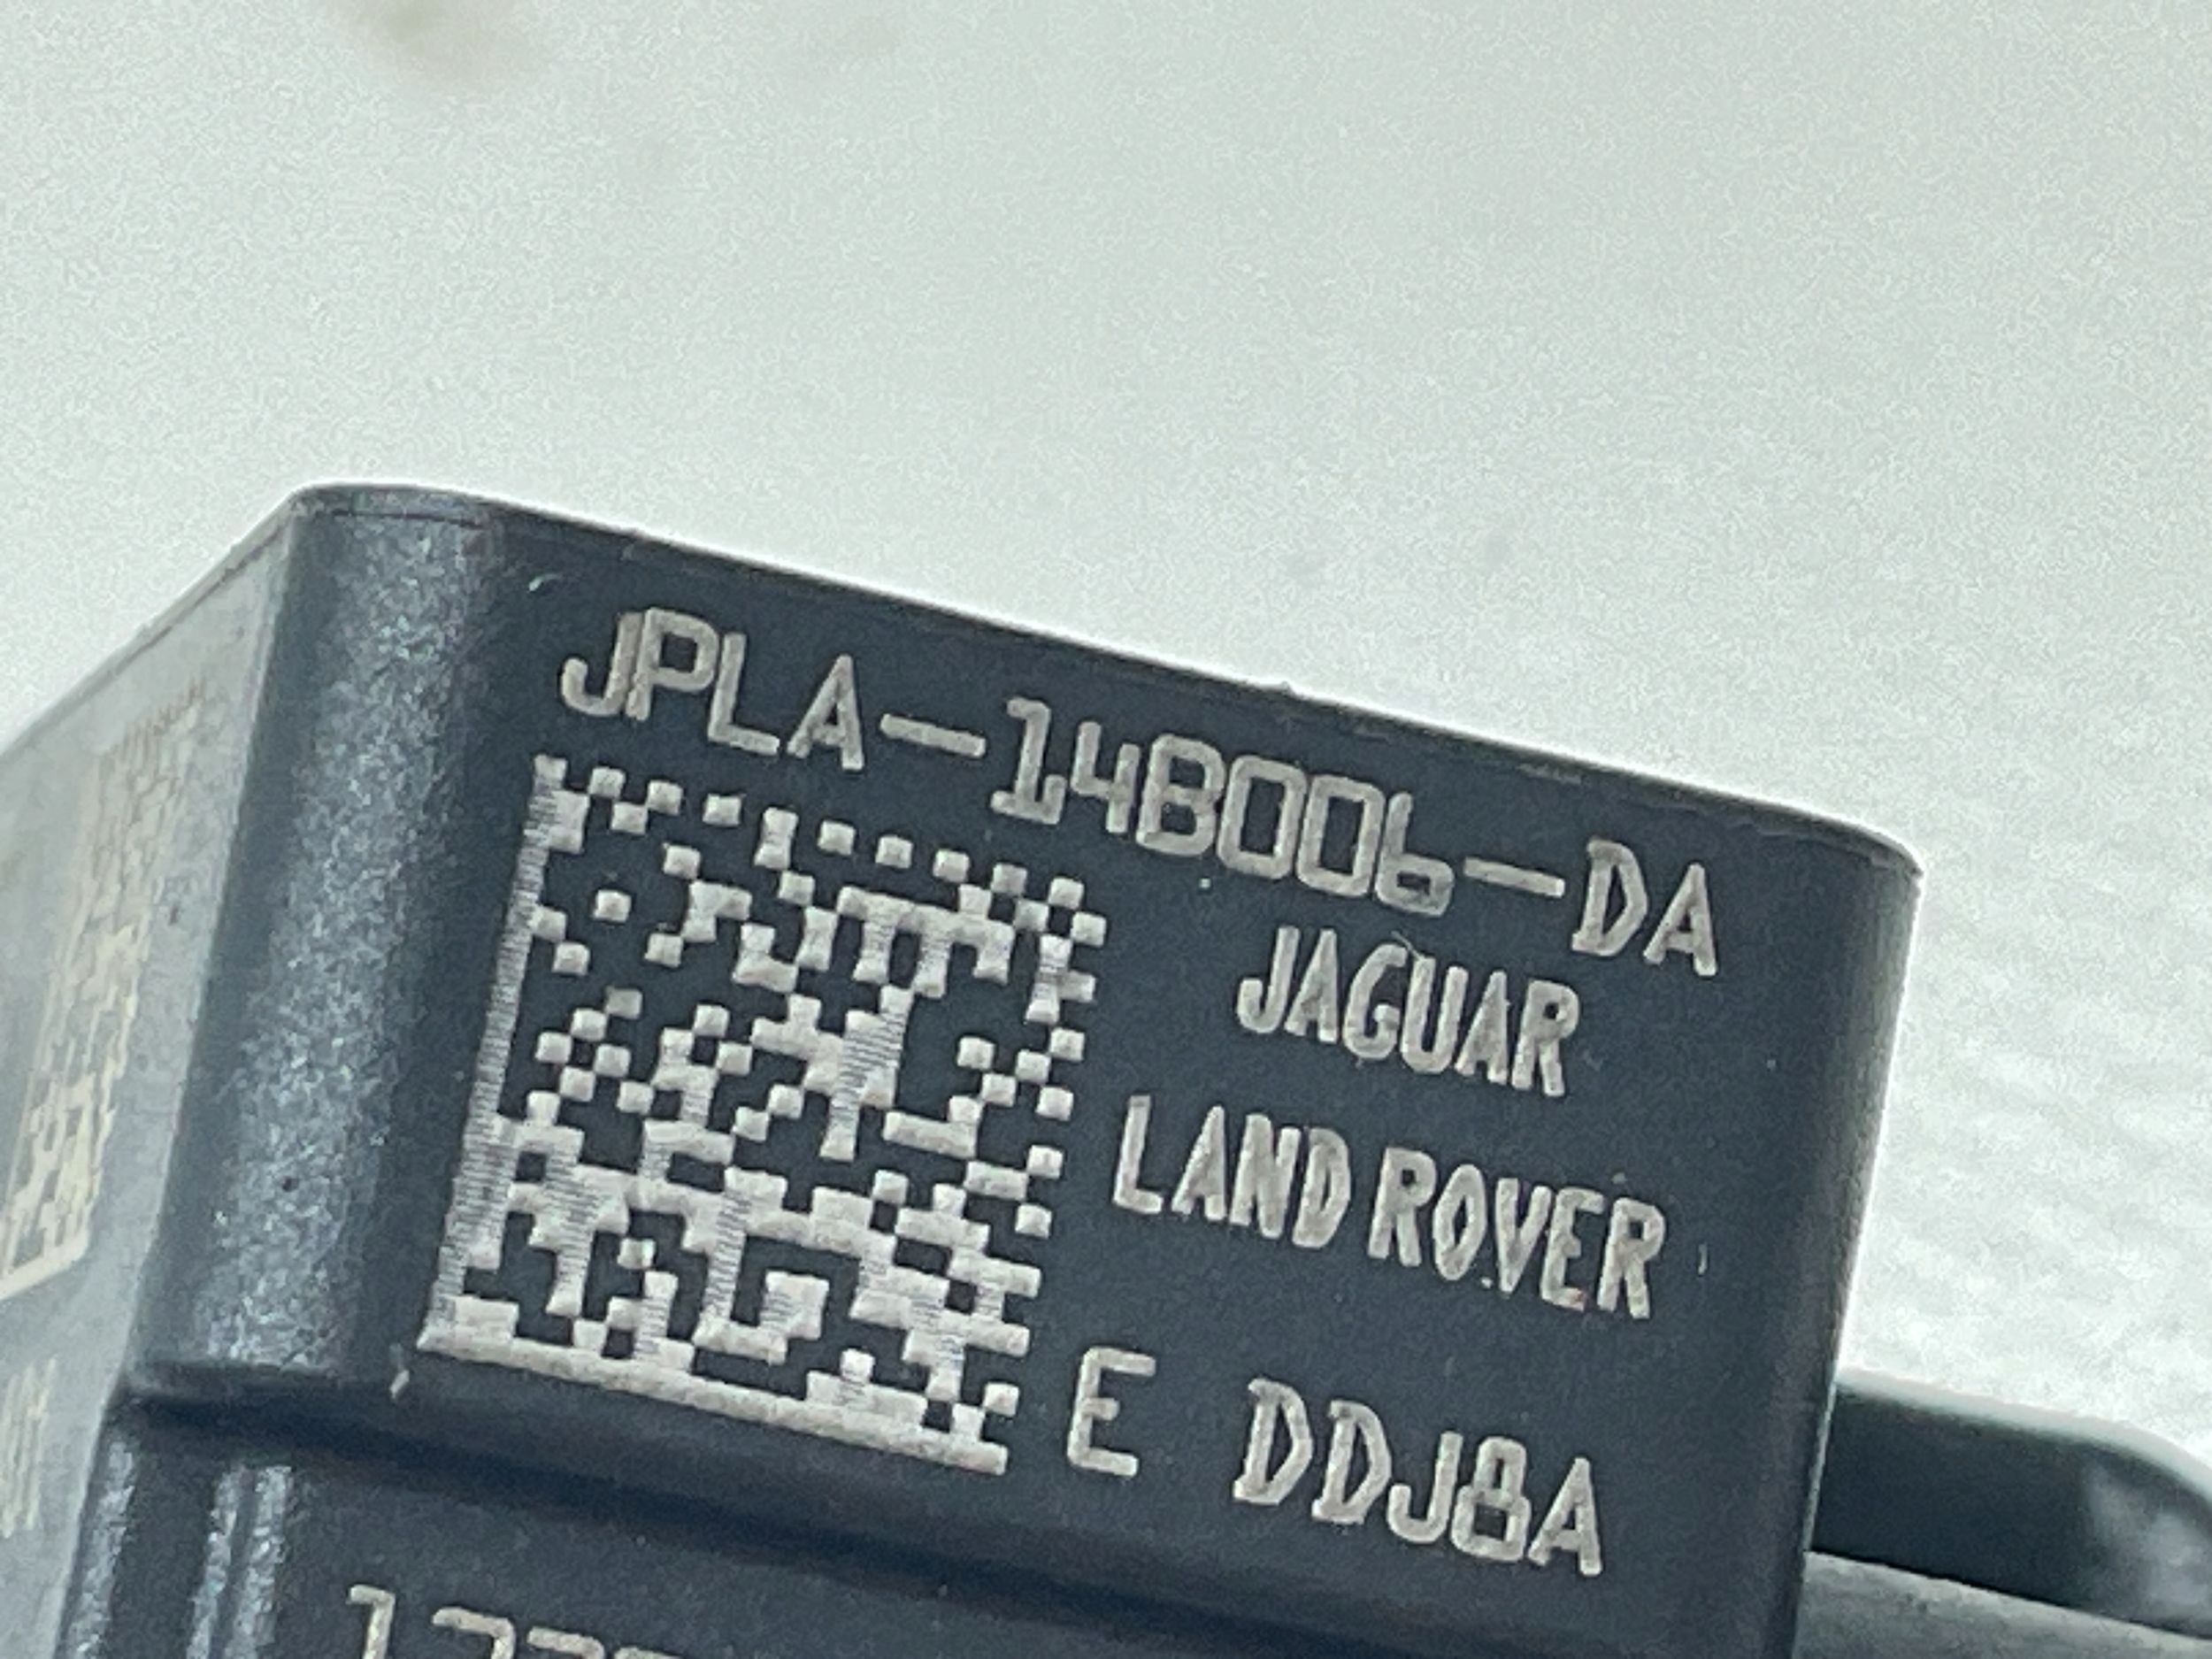 JPLA-14B006-DA
JAGUAR
LAND ROVER
E DDJ8A